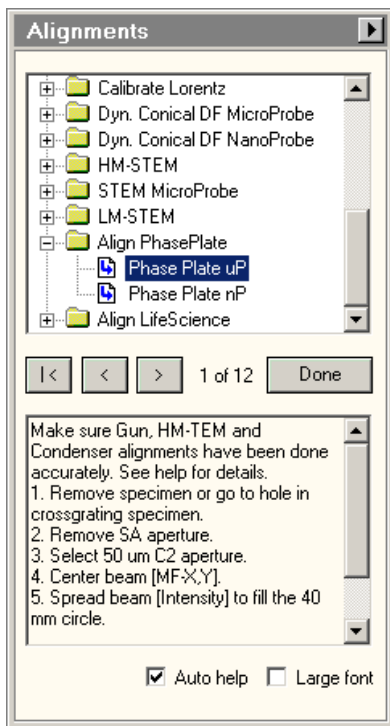 Alignments
Calibrate Lorentz
Dyn. Conical DF MicroProbe
Dyn. Conical DF NanoProbe
HM-STEM
STEM MicroProbe
LM-STEM
Align PhasePlate
Phase Plate uP
Phase Plate nP
Align LifeScience
|< < > 1 of 12 Done
Make sure Gun, HM-TEM and
Condenser alignments have been done
accurately. See help for details.
1. Remove specimen or go to hole in
crossgrating specimen.
2. Remove SA aperture.
3. Select 50 um C2 aperture.
4. Center beam [MF-X,Y].
5. Spread beam [Intensity] to fill the 40
mm circle.
Auto help Large font